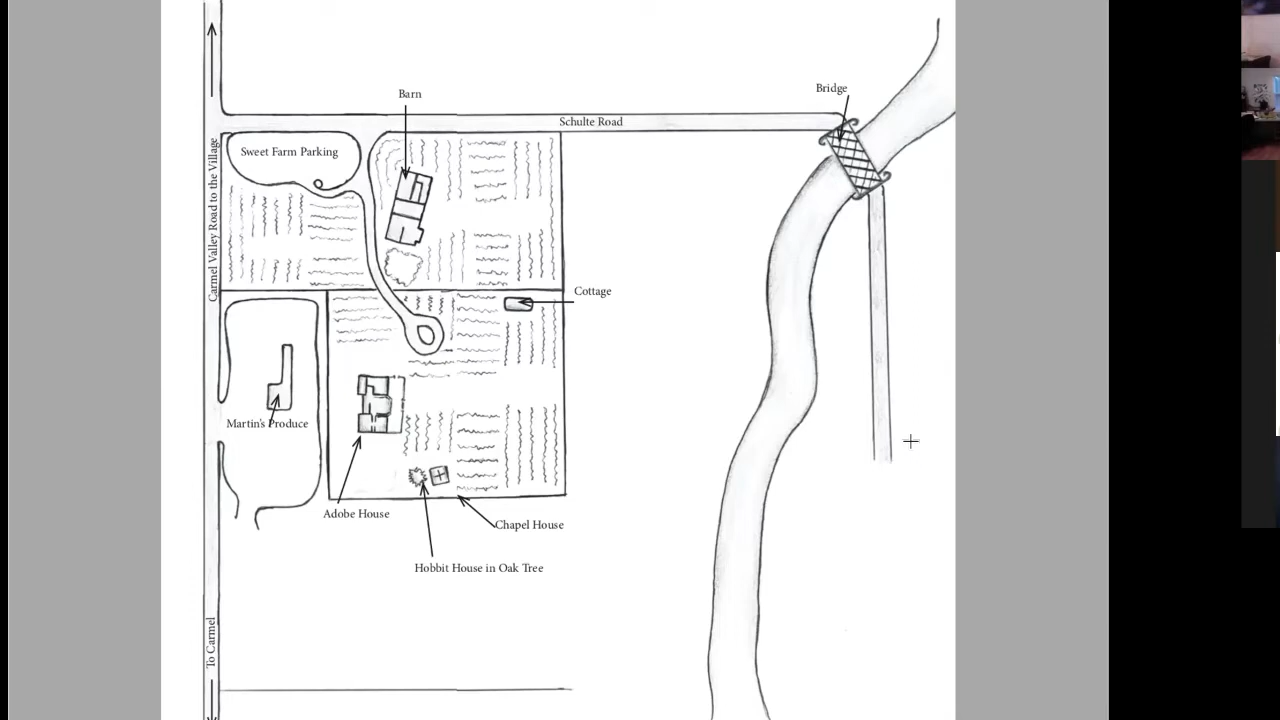 Barn
Bridge
Schulte Road
Sweet Farm Parking
Carmel Valley Road to the Village
Cottage
Martin's Produce
Adobe House
Chapel House
Hobbit House in Oak Tree
To Carmel